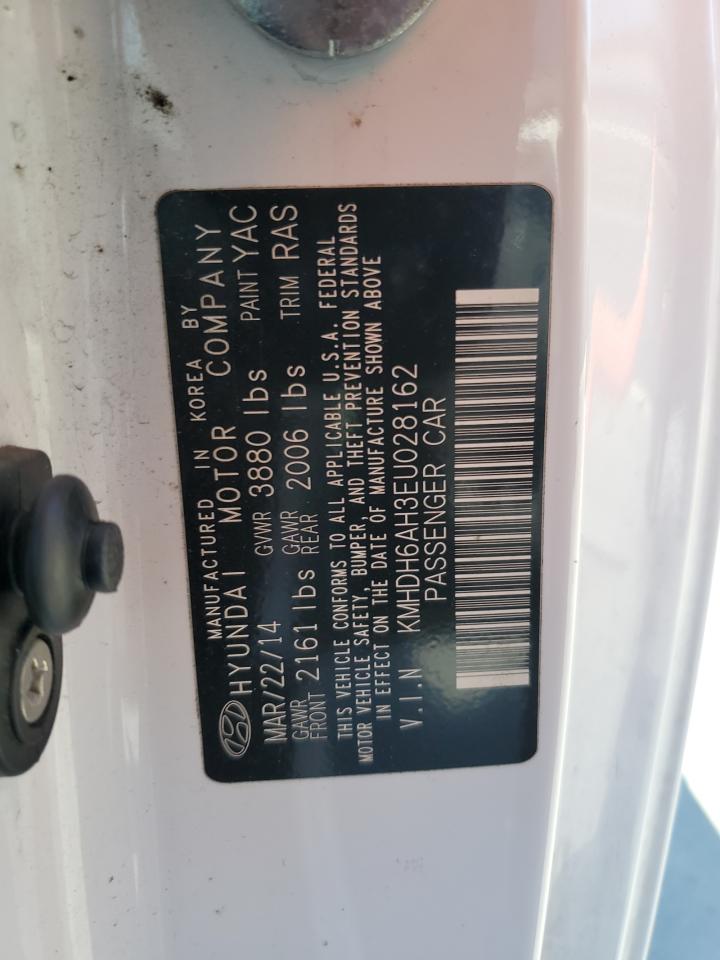 MANUFACTURED IN KOREA BY
HYUNDAI MOTOR COMPANY
MAR/22/14 GVWR 3880 lbs PAINT YAC
GAWR FRONT 2161 lbs GAWR REAR 2006 lbs TRIM RAS
THIS VEHICLE CONFORMS TO ALL APPLICABLE U.S.A. FEDERAL
MOTOR VEHICLE SAFETY, BUMPER, AND THEFT PREVENTION STANDARDS
IN EFFECT ON THE DATE OF MANUFACTURE SHOWN ABOVE
V.I.N KMHDH6AH3EU028162
PASSENGER CAR